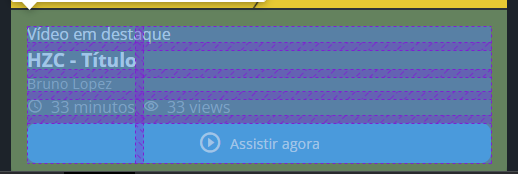 Vídeo em destaque
HZC - Título
Bruno Lopez
33 minutos 33 views
Assistir agora